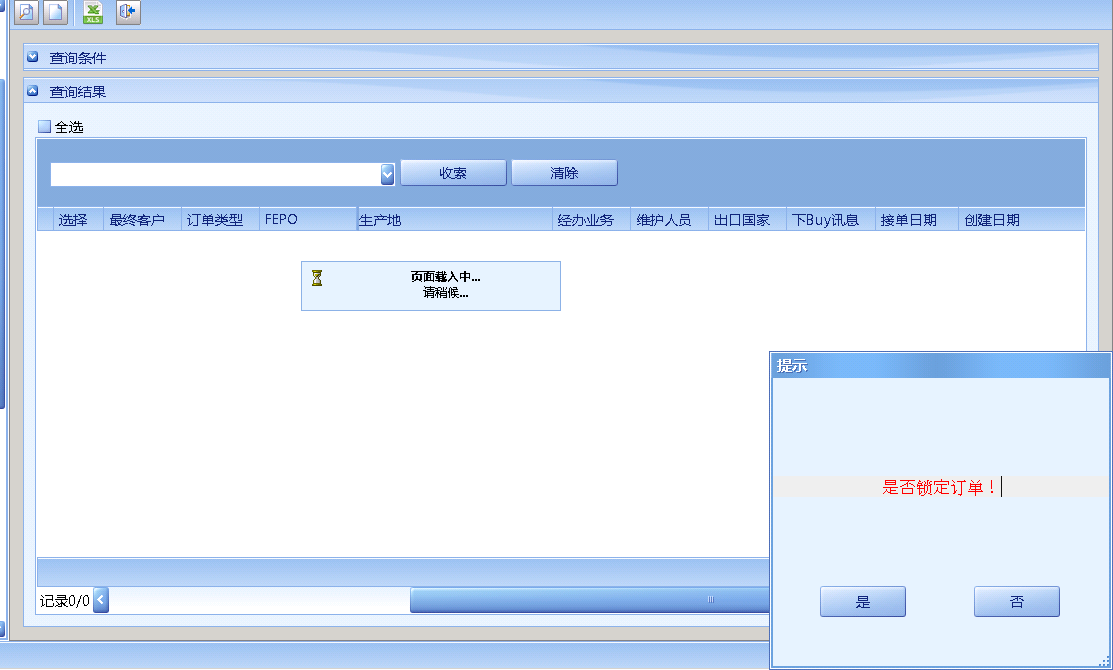 XLS
查询条件
查询结果
全选
收索 清除
选择 最终客户 订单类型 FEPO 生产地 经办业务 维护人员 出口国家 下Buy讯息 接单日期 创建日期
页面载入中...
请稍候...
提示
是否锁定订单！
是 否
记录0/0